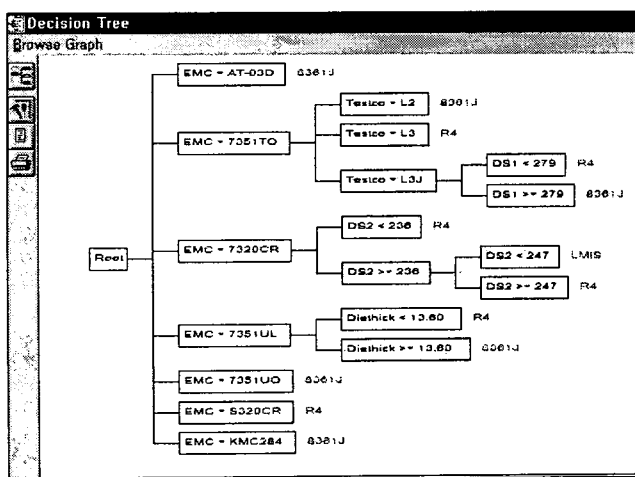 Decision Tree
Browse Graph
EMC = AT-03D 8361J
Testco = L2 8361J
EMC = 7351TQ Testco = L3 R4
DS1 < 279 R4
Testco = L3J
DS1 >= 279 8361J
DS2 < 236 R4
EMC = 7320CR
DS2 < 247 LMIS
Root DS2 >= 236
DS2 >= 247 R4
Diethick < 13.60 R4
EMC = 7351UL
Diethick >= 13.60 8361J
EMC = 7351UQ 8361J
EMC = S320CR R4
EMC = KMC284 8361J